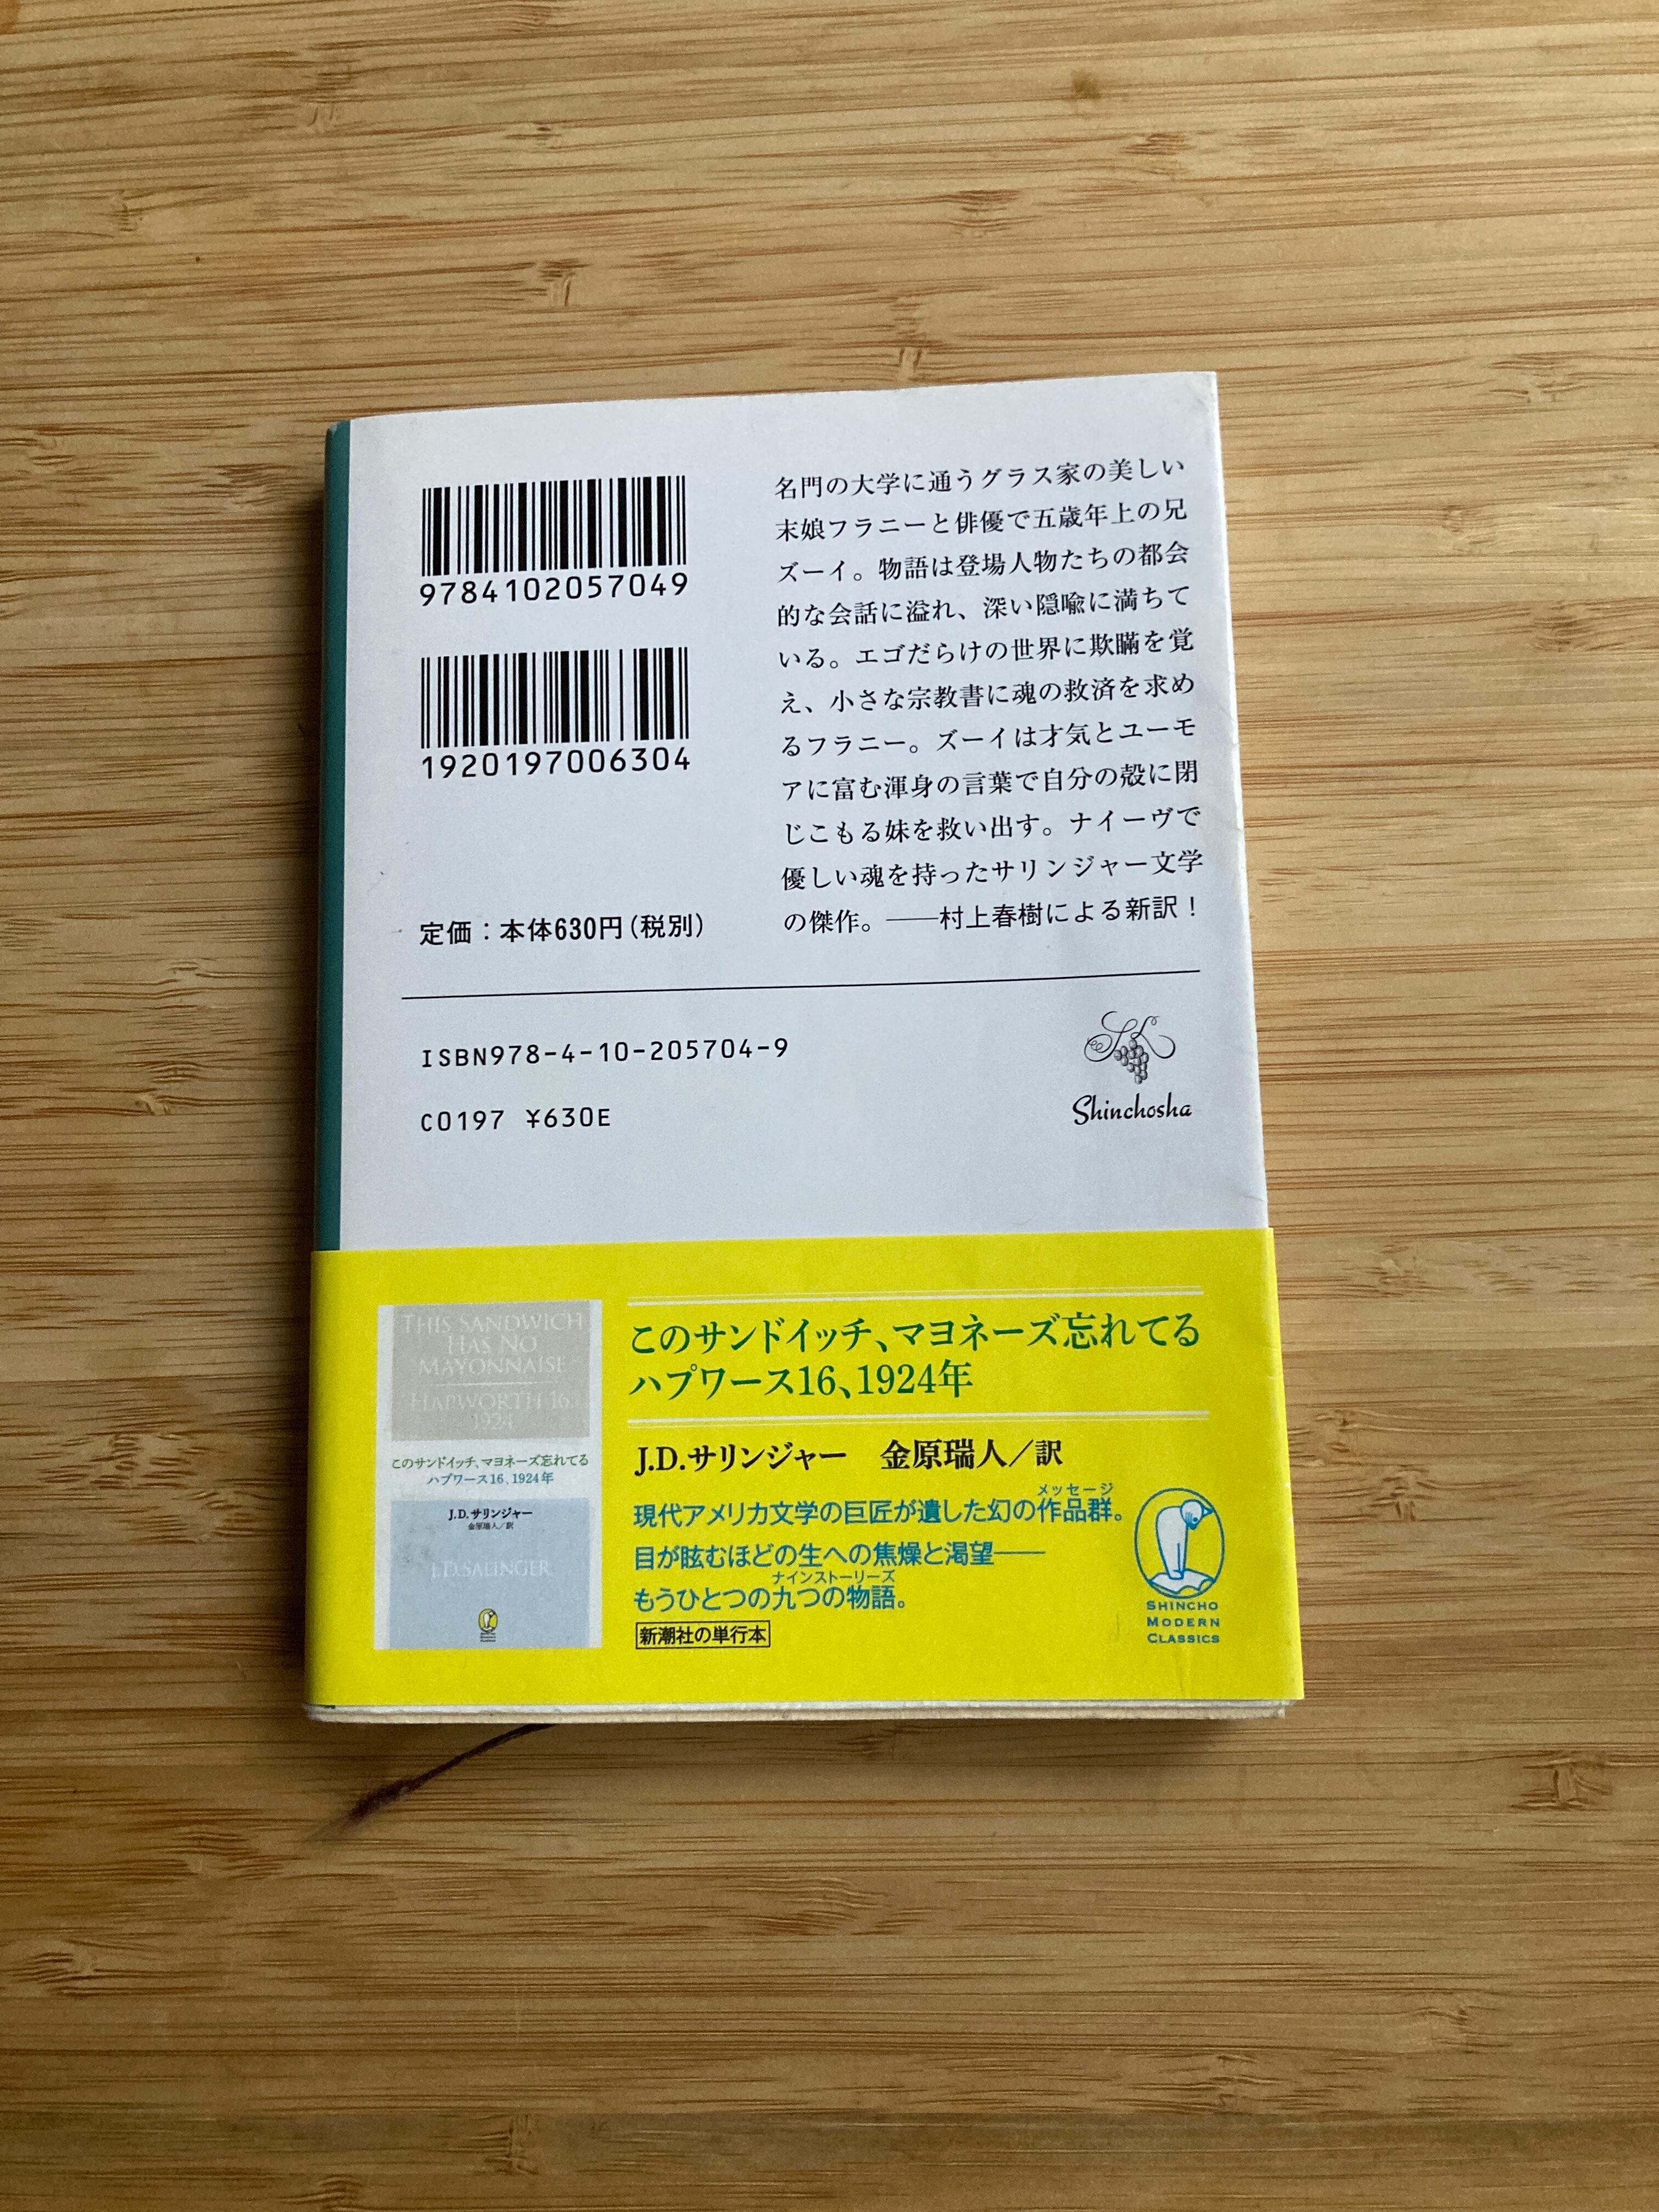 9784102057049
1920197006304
定価：本体630円（税別）
名門の大学に通うグラス家の美しい
末娘フラニーと俳優で五歳年上の兄
ズーイ。物語は登場人物たちの都会
的な会話に溢れ、深い隠喩に満ちて
いる。エゴだらけの世界に欺瞞を覚
え、小さな宗教書に魂の救済を求め
るフラニー。ズーイは才気とユーモ
アに富む渾身の言葉で自分の殻に閉
じこもる妹を救い出す。ナイーヴで
優しい魂を持ったサリンジャー文学
の傑作。――村上春樹による新訳！
ISBN978-4-10-205704-9
C0197 ¥630E
Shinchosha
THIS SANDWICH
HAS NO
MAYONNAISE
HAPWORTH 16,
1924
このサンドイッチ、マヨネーズ忘れてる
ハプワース16、1924年
J.D.サリンジャー
金原瑞人／訳
J.D.SALINGER
このサンドイッチ、マヨネーズ忘れてる
ハプワース16、1924年
J.D.サリンジャー 金原瑞人／訳
メッセージ
現代アメリカ文学の巨匠が遺した幻の作品群。
目が眩むほどの生への焦燥と渇望――
ナインストーリーズ
もうひとつの九つの物語。
新潮社の単行本
SHINCHO
MODERN
CLASSICS